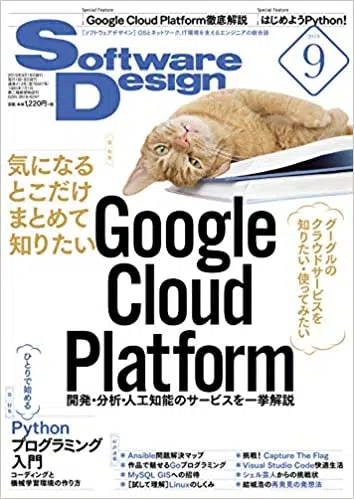 Special Feature
Google Cloud Platform徹底解説
Special Feature
はじめようPython!
[ソフトウェアデザイン] OSとネットワーク、IT環境を支えるエンジニアの総合誌
Software
Design
2019
9
定価 本体1,220円+税
気になる
とこだけ
まとめて
知りたい
グーグルの
クラウドサービスを
知りたい・使ってみたい
Google
Cloud
Platform
開発・分析・人工知能のサービスを一挙解説
ひとりで始める
Python
プログラミング
入門
コーディングと
機械学習環境の作り方
Ansible問題解決マップ
作品で魅せるGoプログラミング
MySQL GISへの招待
【試して理解】Linuxのしくみ
挑戦! Capture The Flag
Visual Studio Code快適生活
シェル芸人からの挑戦状
結城浩の再発見の発想法